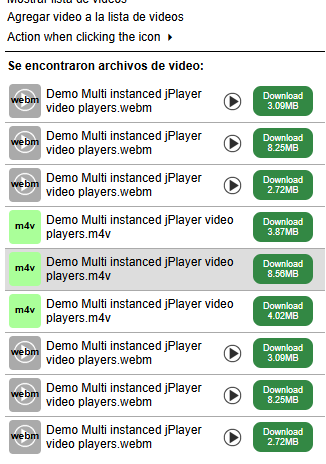 Mostrar lista de videos
Agregar video a la lista de videos
Action when clicking the icon
Se encontraron archivos de video:
webm
Demo Multi instanced jPlayer
video players.webm
Download
3.09MB
webm
Demo Multi instanced jPlayer
video players.webm
Download
8.25MB
webm
Demo Multi instanced jPlayer
video players.webm
Download
2.72MB
m4v
Demo Multi instanced jPlayer video
players.m4v
Download
3.87MB
m4v
Demo Multi instanced jPlayer video
players.m4v
Download
8.56MB
m4v
Demo Multi instanced jPlayer video
players.m4v
Download
4.02MB
webm
Demo Multi instanced jPlayer
video players.webm
Download
3.09MB
webm
Demo Multi instanced jPlayer
video players.webm
Download
8.25MB
webm
Demo Multi instanced jPlayer
video players.webm
Download
2.72MB